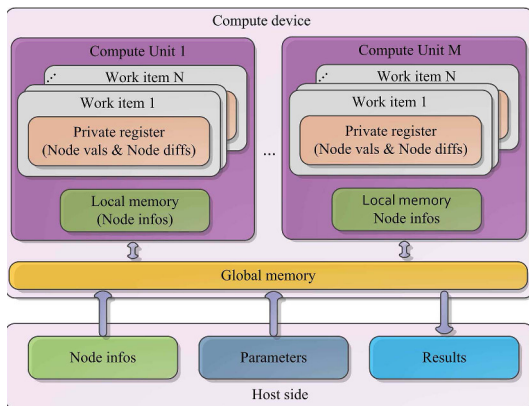 Compute device
Compute Unit 1
Work item N
Work item 1
Private register
(Node vals & Node diffs)
Local memory
(Node infos)
...
Compute Unit M
Work item N
Work item 1
Private register
(Node vals & Node diffs)
Local memory
Node infos
Global memory
Node infos
Parameters
Results
Host side